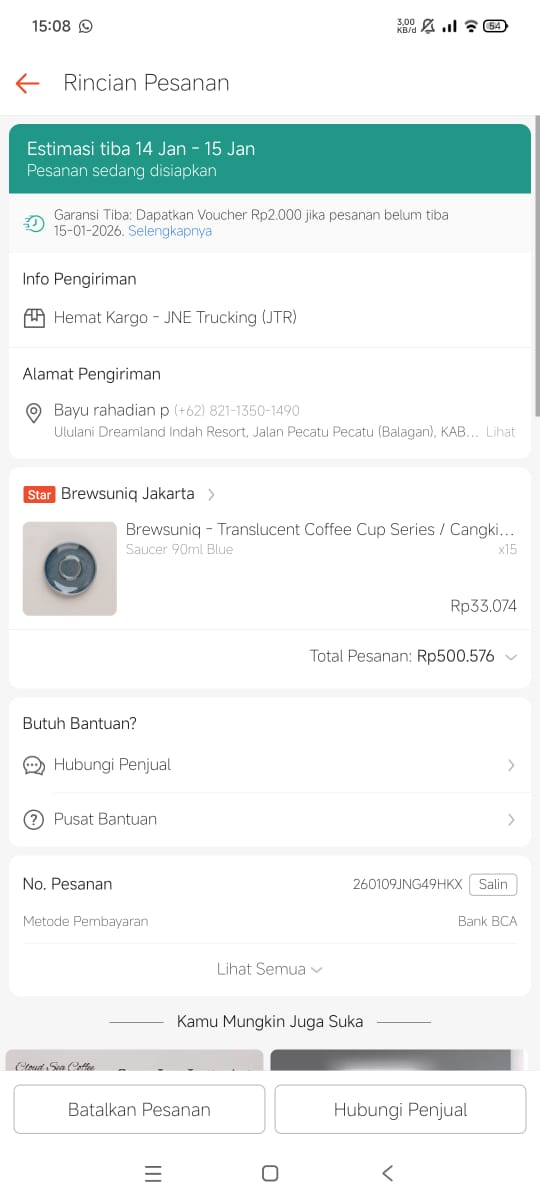 15:08
3,00
KB/d
54
Rincian Pesanan
Estimasi tiba 14 Jan - 15 Jan
Pesanan sedang disiapkan
Garansi Tiba: Dapatkan Voucher Rp2.000 jika pesanan belum tiba
15-01-2026. Selengkapnya
Info Pengiriman
Hemat Kargo - JNE Trucking (JTR)
Alamat Pengiriman
Bayu rahadian p (+62) 821-1350-1490
Ululani Dreamland Indah Resort, Jalan Pecatu Pecatu (Balagan), KAB... Lihat
Star Brewsuniq Jakarta
Brewsuniq - Translucent Coffee Cup Series / Cangki...
Saucer 90ml Blue x15
Rp33.074
Total Pesanan: Rp500.576
Butuh Bantuan?
Hubungi Penjual
Pusat Bantuan
No. Pesanan 260109JNG49HKX Salin
Metode Pembayaran Bank BCA
Lihat Semua
Kamu Mungkin Juga Suka
Cloud Sea Coffee
Batalkan Pesanan Hubungi Penjual